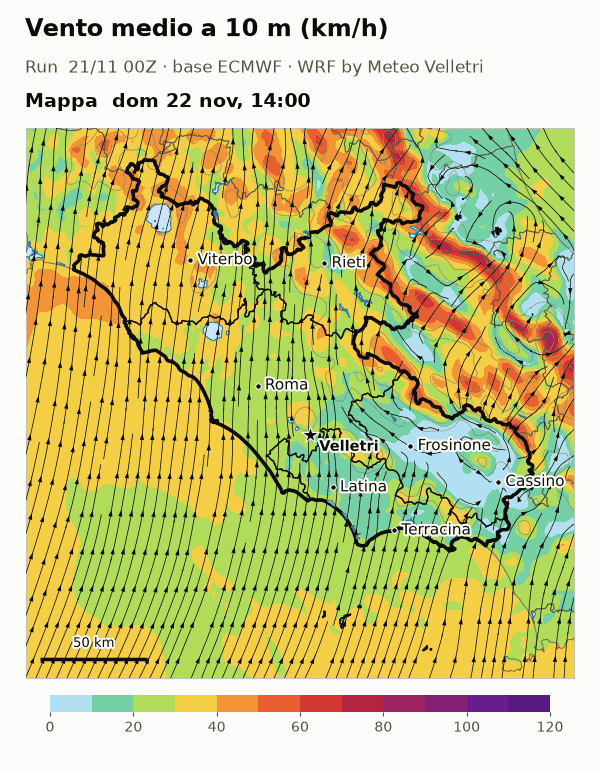 Vento medio a 10 m (km/h)
Run 21/11 00Z · base ECMWF · WRF by Meteo Velletri
Mappa dom 22 nov, 14:00
Viterbo
Rieti
Roma
Velletri
Frosinone
Cassino
Latina
Terracina
50 km
0 20 40 60 80 100 120